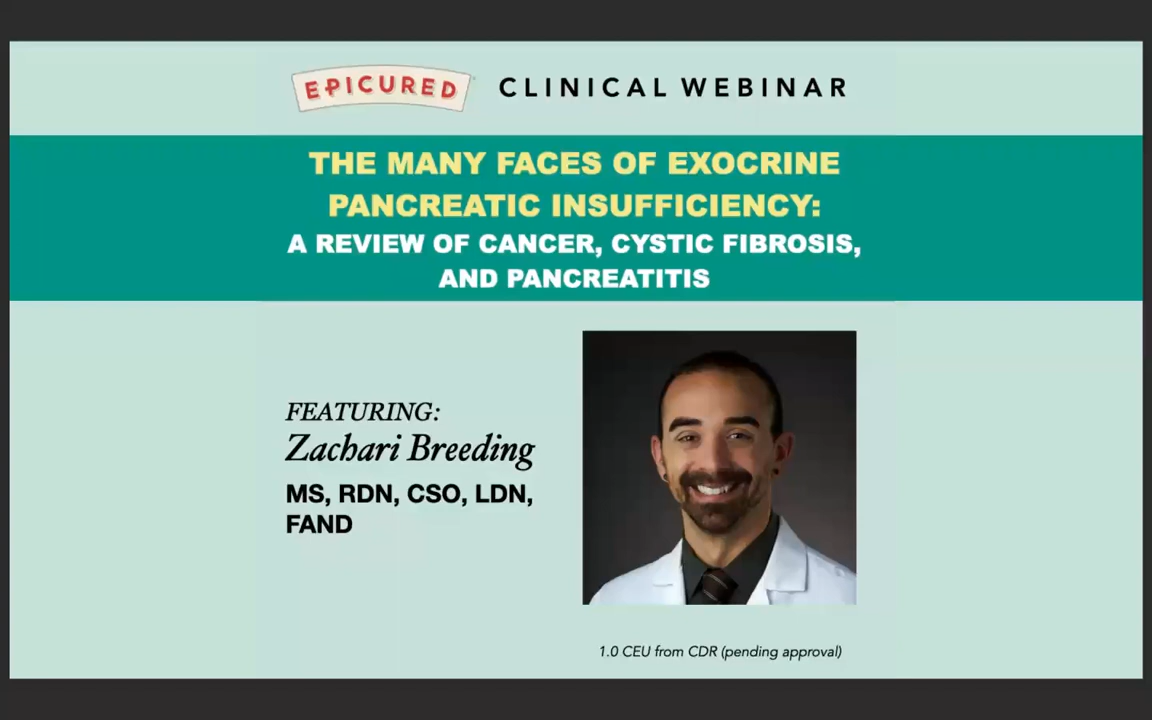 EPICURED CLINICAL WEBINAR
THE MANY FACES OF EXOCRINE
PANCREATIC INSUFFICIENCY:
A REVIEW OF CANCER, CYSTIC FIBROSIS,
AND PANCREATITIS
FEATURING:
Zachari Breeding
MS, RDN, CSO, LDN,
FAND
1.0 CEU from CDR (pending approval)